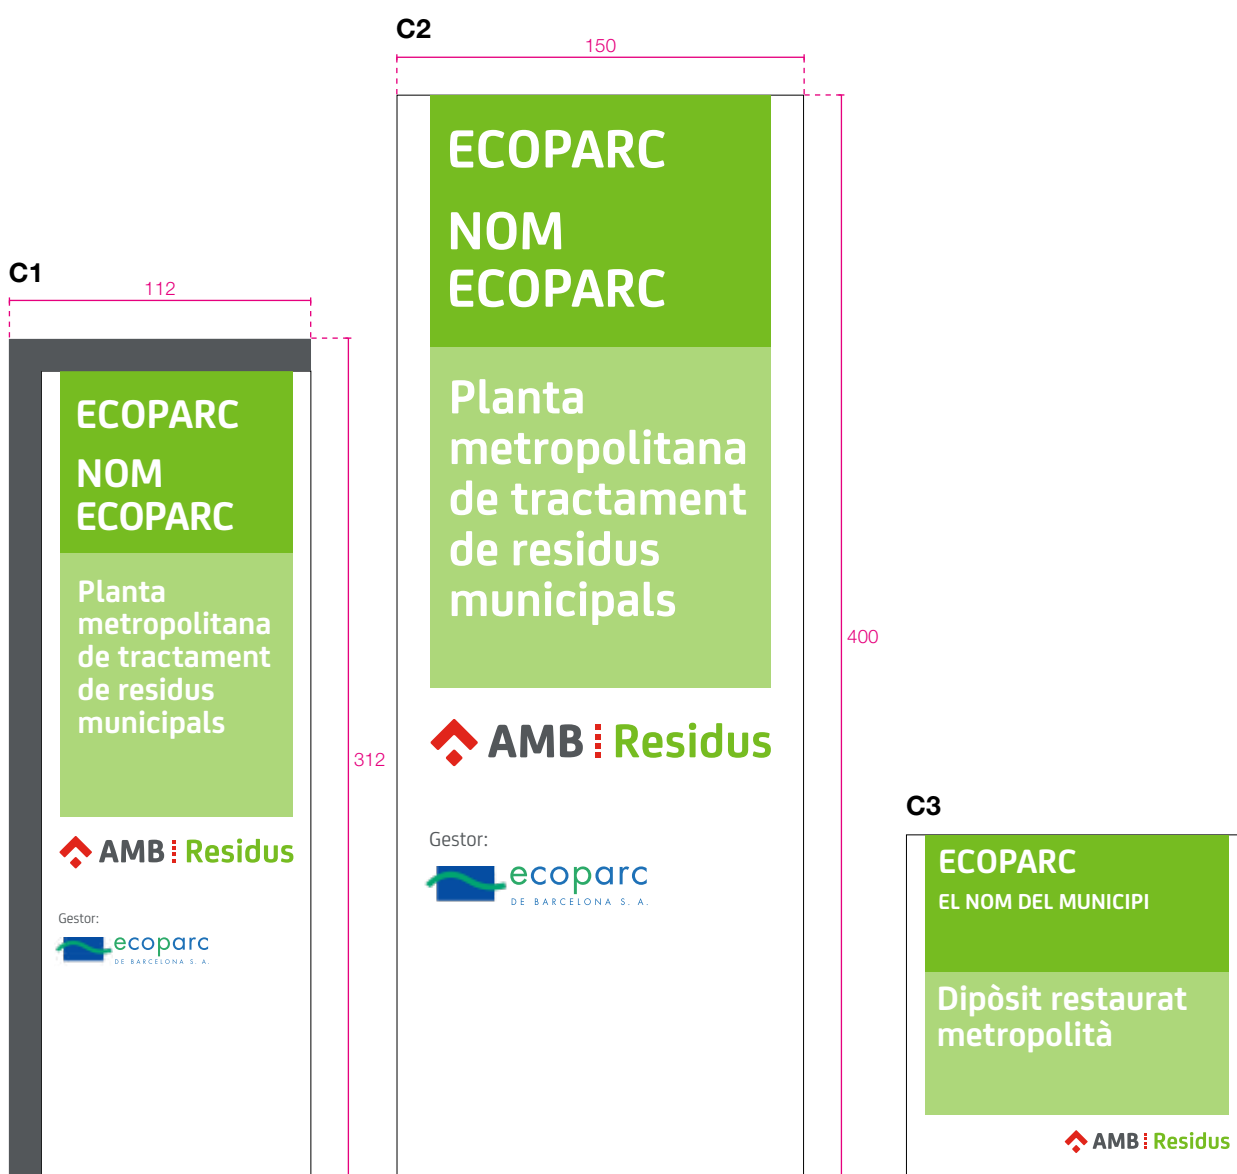 C1
112
ECOPARC
NOM
ECOPARC
Planta
metropolitana
de tractament
de residus
municipals
AMB Residus
Gestor:
ecoparc
DE BARCELONA S. A.
312
C2
150
ECOPARC
NOM
ECOPARC
Planta
metropolitana
de tractament
de residus
municipals
AMB Residus
Gestor:
ecoparc
DE BARCELONA S. A.
400
C3
ECOPARC
EL NOM DEL MUNICIPI
Dipòsit restaurat
metropolità
AMB Residus